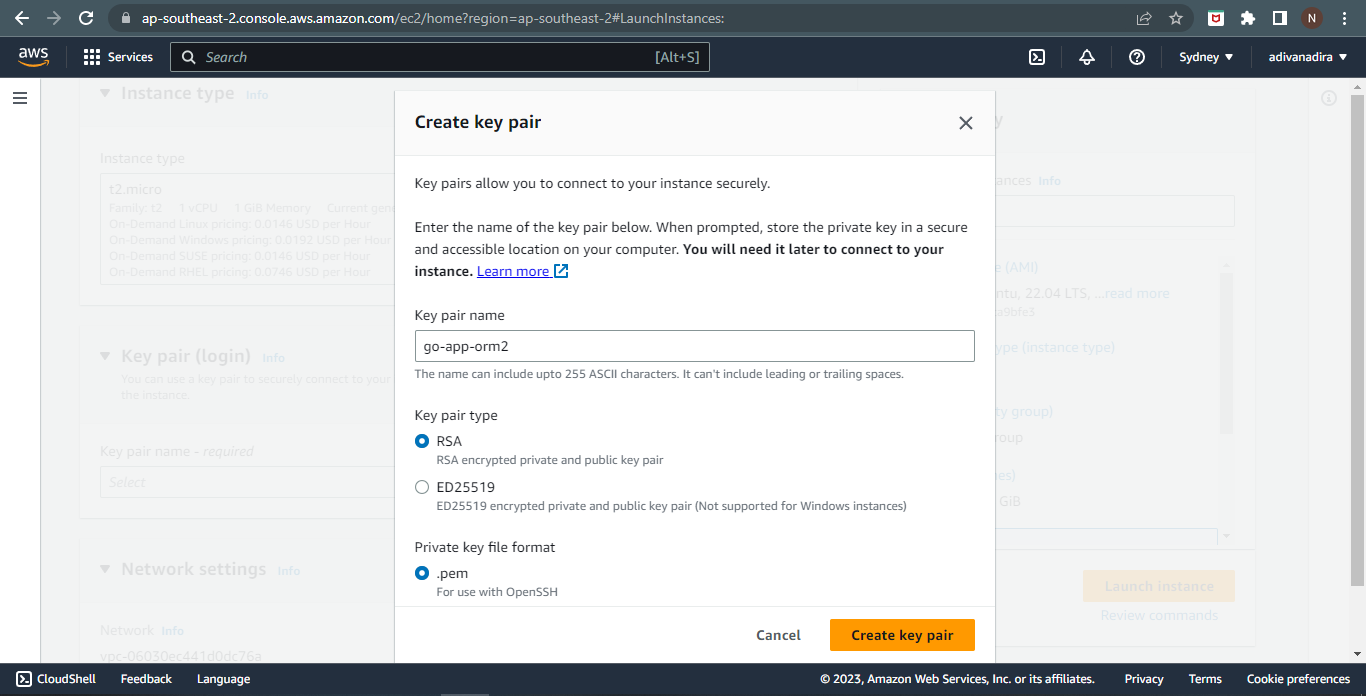 ap-southeast-2.console.aws.amazon.com/ec2/home?region=ap-southeast-2#LaunchInstances:
N
aws
Services
Search
[Alt+S]
Sydney
adivanadira
Instance type Info
Instance type
t2.micro
Family: t2 1 vCPU 1 GiB Memory Current gene
On-Demand Linux pricing: 0.0146 USD per Hour
On-Demand Windows pricing: 0.0192 USD per Hour
On-Demand SUSE pricing: 0.0146 USD per Hour
On-Demand RHEL pricing: 0.0746 USD per Hour
Key pair (login) Info
You can use a key pair to securely connect to your
the instance.
Key pair name - required
Select
Network settings Info
Network Info
vpc-06030ec441d0dc76a
Create key pair
Key pairs allow you to connect to your instance securely.
Enter the name of the key pair below. When prompted, store the private key in a secure
and accessible location on your computer. You will need it later to connect to your
instance. Learn more
Key pair name
go-app-orm2
The name can include upto 255 ASCII characters. It can't include leading or trailing spaces.
Key pair type
RSA
RSA encrypted private and public key pair
ED25519
ED25519 encrypted private and public key pair (Not supported for Windows instances)
Private key file format
.pem
For use with OpenSSH
Cancel
Create key pair
y
ances Info
e (AMI)
ntu, 22.04 LTS, ...read more
a9bfe3
ype (instance type)
ty group)
roup
es)
GiB
Launch instance
Review commands
CloudShell
Feedback
Language
© 2023, Amazon Web Services, Inc. or its affiliates.
Privacy
Terms
Cookie preferences